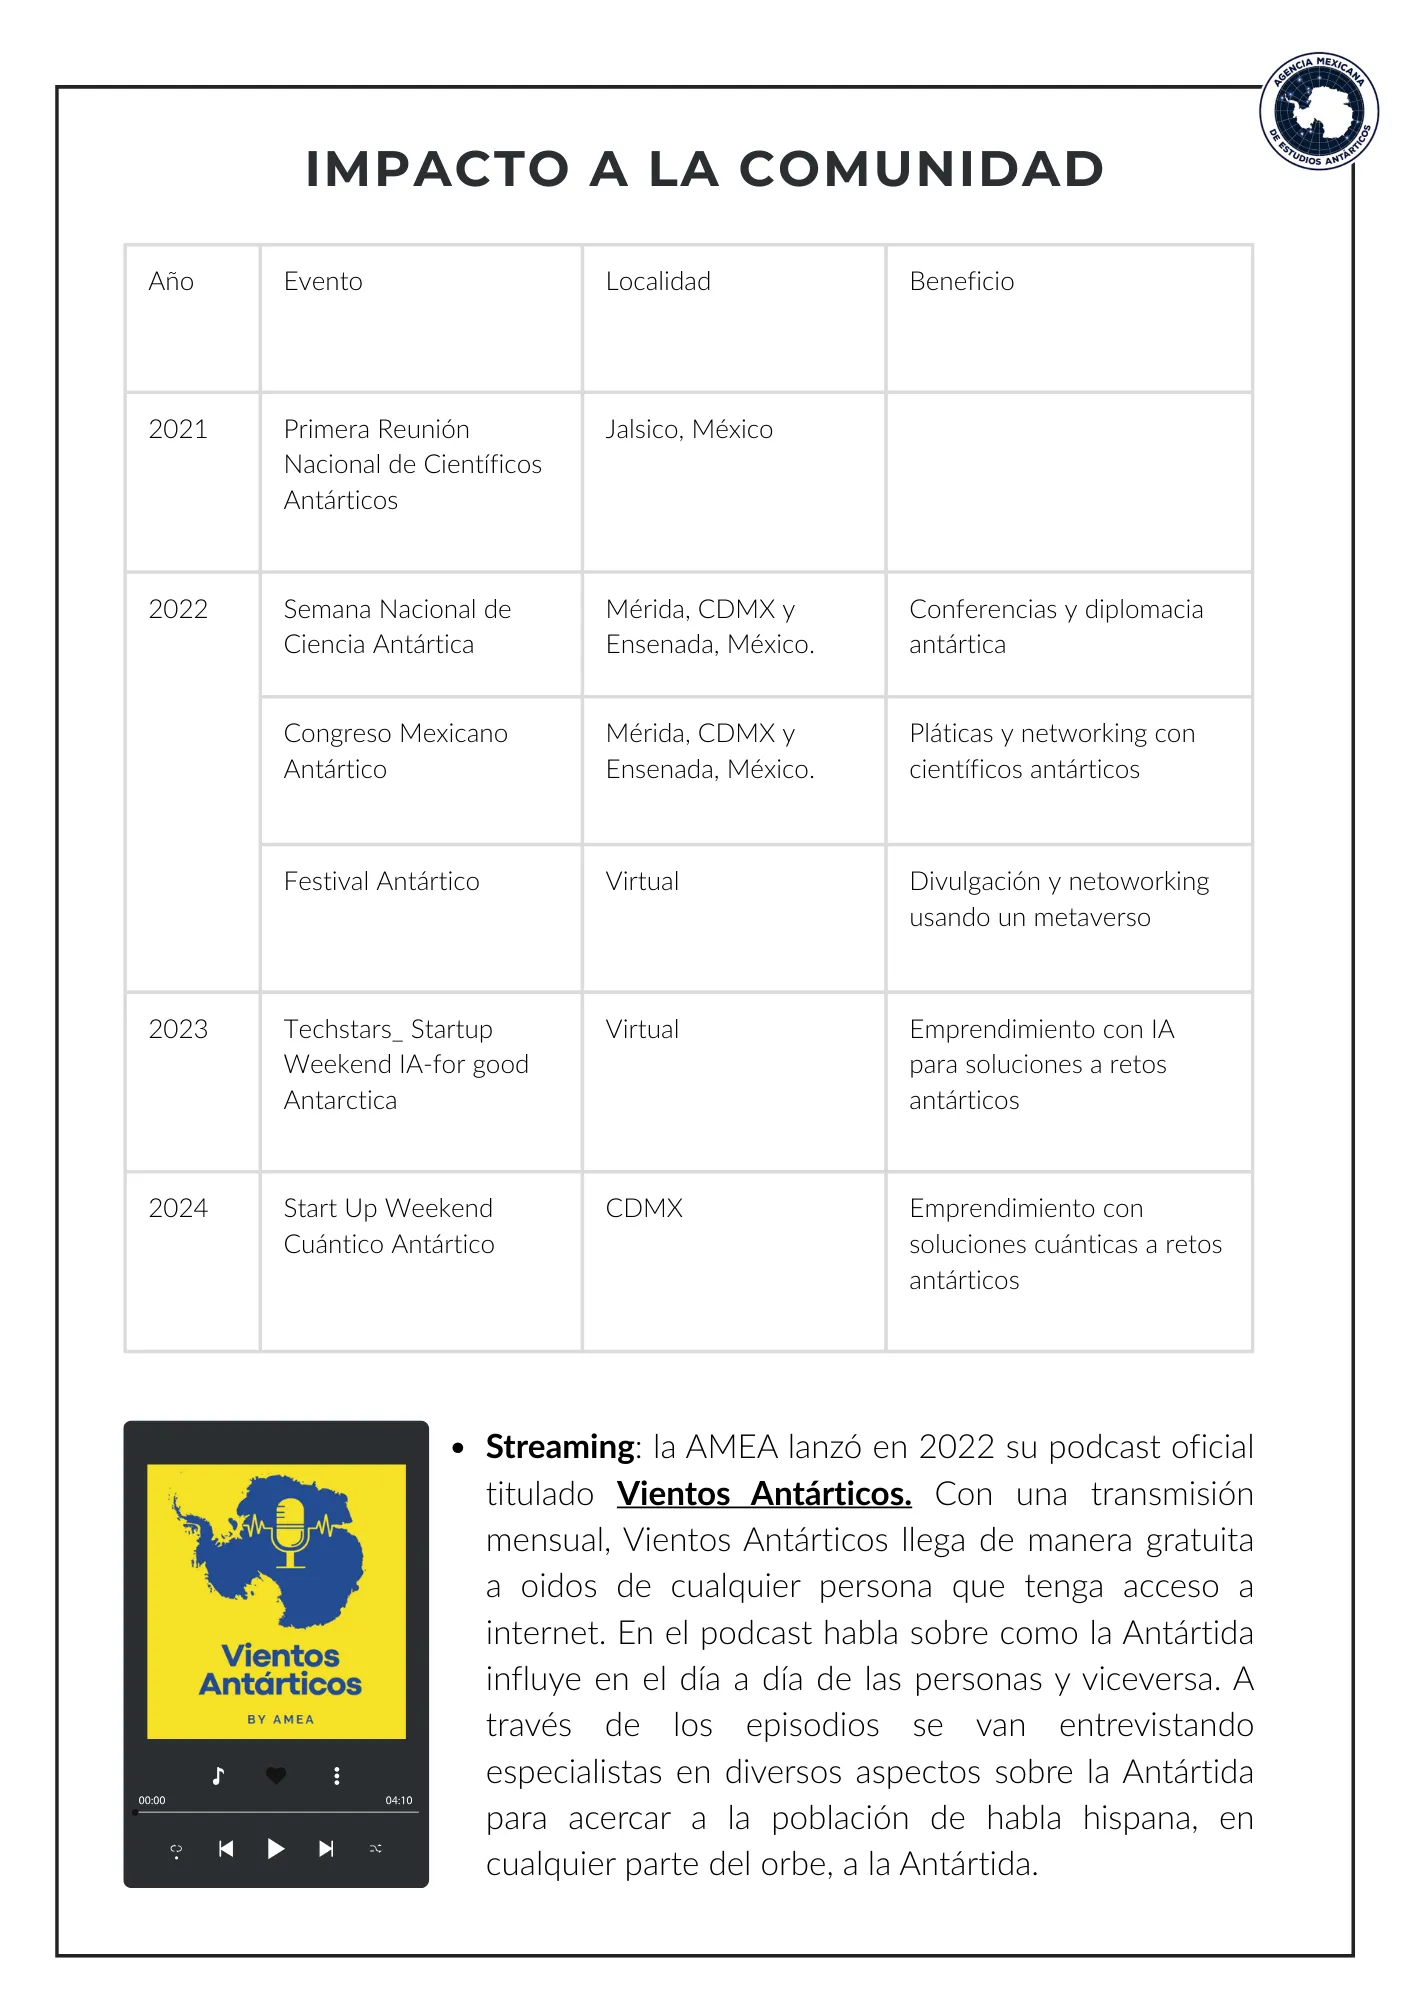 AGENCIA MEXICANA
DE ESTUDIOS ANTÁRTICOS
IMPACTO A LA COMUNIDAD
Año
Evento
Localidad
Beneficio
2021
Primera Reunión
Nacional de Científicos
Antárticos
Jalsico, México
2022
Semana Nacional de
Ciencia Antártica
Mérida, CDMX y
Ensenada, México.
Conferencias y diplomacia
antártica
Congreso Mexicano
Antártico
Mérida, CDMX y
Ensenada, México.
Pláticas y networking con
científicos antárticos
Festival Antártico
Virtual
Divulgación y netoworking
usando un metaverso
2023
Techstars_ Startup
Weekend IA-for good
Antarctica
Virtual
Emprendimiento con IA
para soluciones a retos
antárticos
2024
Start Up Weekend
Cuántico Antártico
CDMX
Emprendimiento con
soluciones cuánticas a retos
antárticos
Vientos
Antárticos
BY AMEA
00:00
04:10
• Streaming: la AMEA lanzó en 2022 su podcast oficial
titulado Vientos Antárticos. Con una transmisión
mensual, Vientos Antárticos llega de manera gratuita
a oidos de cualquier persona que tenga acceso a
internet. En el podcast habla sobre como la Antártida
influye en el día a día de las personas y viceversa. A
través de los episodios se van entrevistando
especialistas en diversos aspectos sobre la Antártida
para acercar a la población de habla hispana, en
cualquier parte del orbe, a la Antártida.